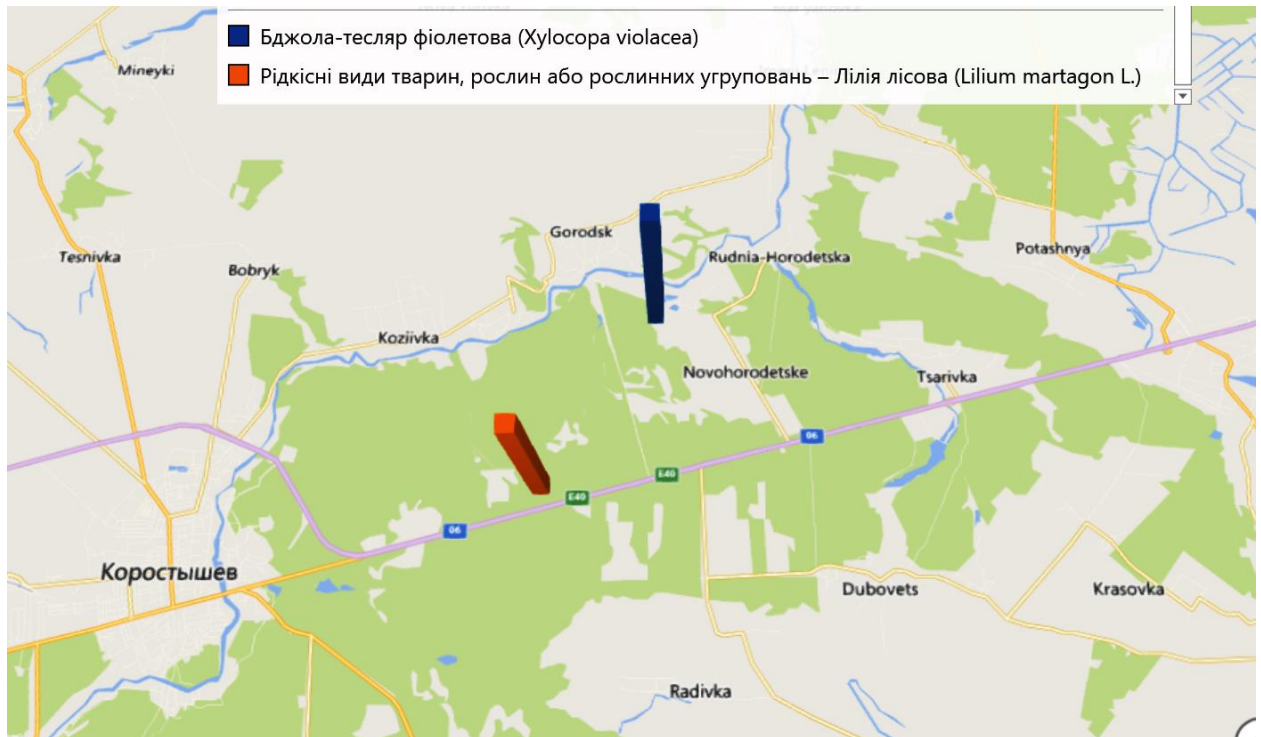 Бджола-тесляр фіолетова (Xylocopa violacea)
Рідкісні види тварин, рослин або рослинних угруповань – Лілія лісова (Lilium martagon L.)
Mineyki
Gorodsk
Tesnivka
Bobryk
Rudnia-Horodetska
Potashnya
Koziivka
Novohorodetske
Tsarivka
06
E40
E40
06
Коростышев
Dubovets
Krasovka
Radivka